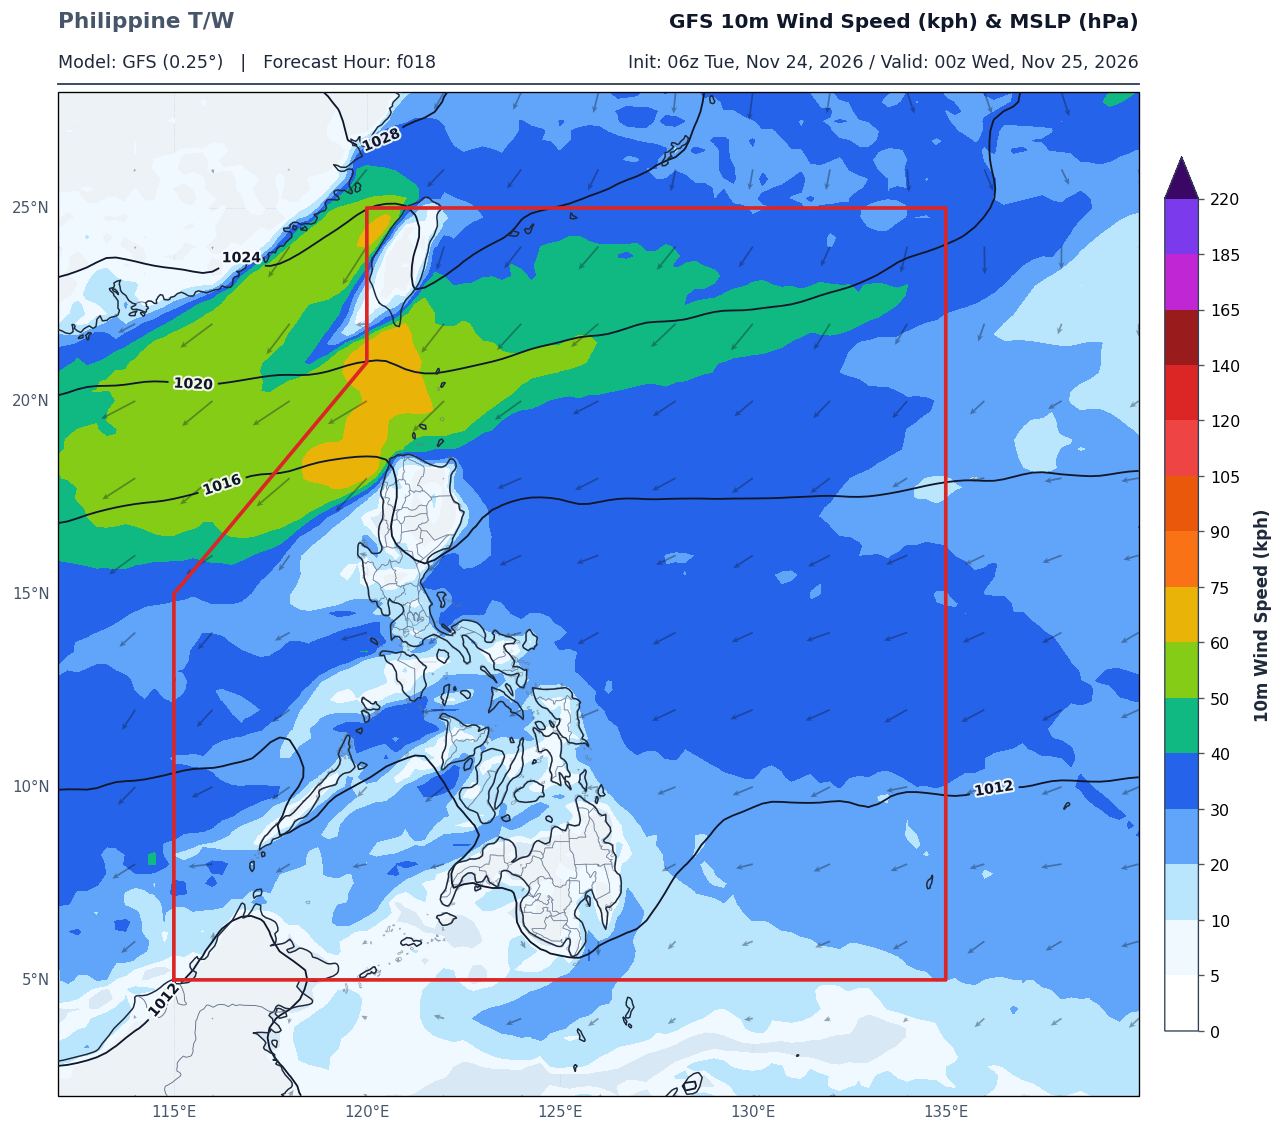 Philippine T/W
GFS 10m Wind Speed (kph) & MSLP (hPa)
Model: GFS (0.25°) | Forecast Hour: f018
Init: 06z Tue, Nov 24, 2026 / Valid: 00z Wed, Nov 25, 2026
1028
1024
1020
1016
1012
1012
25°N
20°N
15°N
10°N
5°N
115°E
120°E
125°E
130°E
135°E
220
185
165
140
120
105
90
75
60
50
40
30
20
10
5
0
10m Wind Speed (kph)